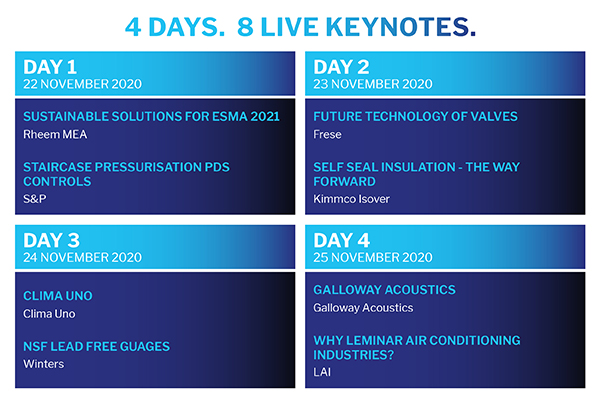 4 DAYS. 8 LIVE KEYNOTES.
DAY 1
22 NOVEMBER 2020
SUSTAINABLE SOLUTIONS FOR ESMA 2021
Rheem MEA
STAIRCASE PRESSURISATION PDS
CONTROLS
S&P
DAY 2
23 NOVEMBER 2020
FUTURE TECHNOLOGY OF VALVES
Frese
SELF SEAL INSULATION - THE WAY
FORWARD
Kimmco Isover
DAY 3
24 NOVEMBER 2020
CLIMA UNO
Clima Uno
NSF LEAD FREE GUAGES
Winters
DAY 4
25 NOVEMBER 2020
GALLOWAY ACOUSTICS
Galloway Acoustics
WHY LEMINAR AIR CONDITIONING
INDUSTRIES?
LAI